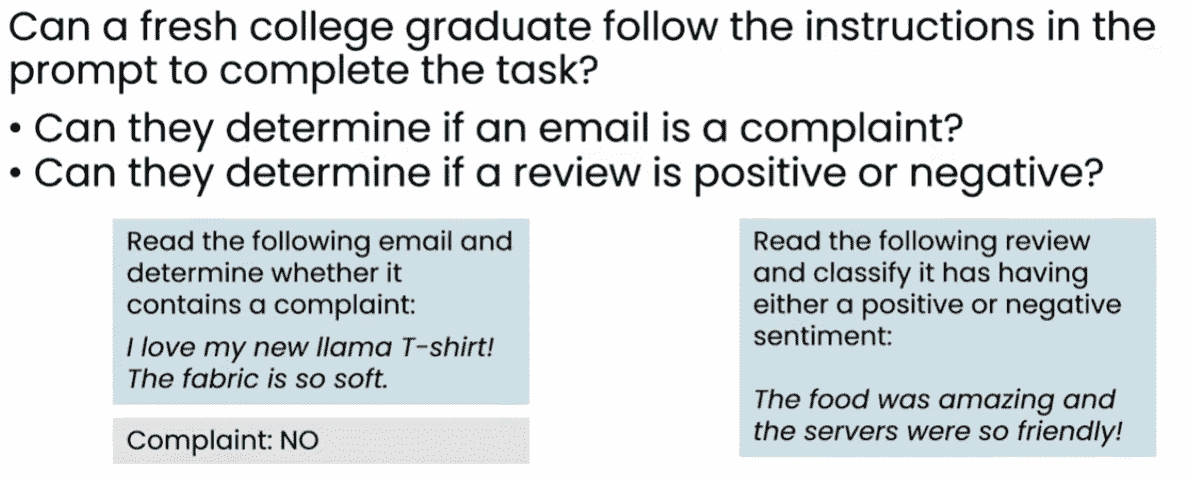 Can a fresh college graduate follow the instructions in the
prompt to complete the task?
• Can they determine if an email is a complaint?
• Can they determine if a review is positive or negative?
Read the following email and
determine whether it
contains a complaint:
I love my new llama T-shirt!
The fabric is so soft.
Complaint: NO
Read the following review
and classify it has having
either a positive or negative
sentiment:
The food was amazing and
the servers were so friendly!